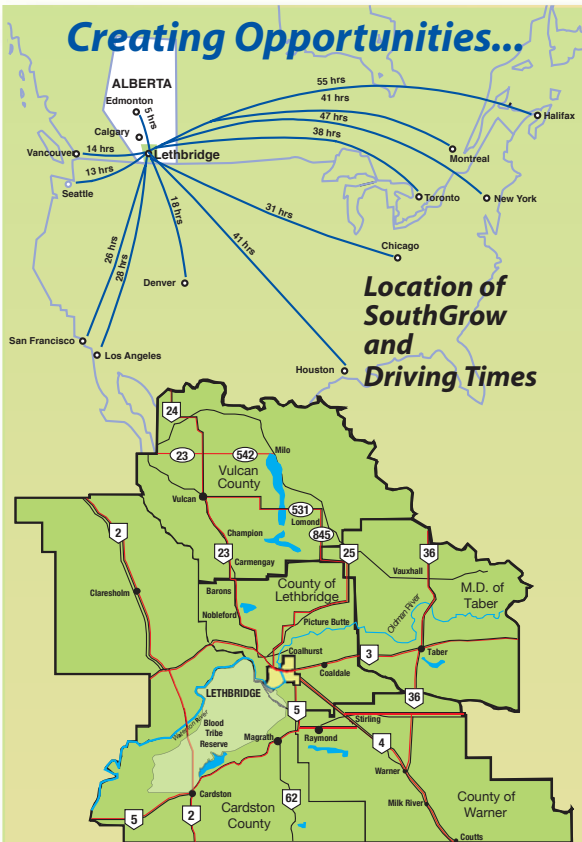 Creating Opportunities...
ALBERTA
Edmonton
Calgary
Vancouver
Lethbridge
Seattle
5 hrs
14 hrs
13 hrs
55 hrs
41 hrs
47 hrs
38 hrs
Halifax
Montreal
Toronto
New York
18 hrs
31 hrs
41 hrs
26 hrs
28 hrs
Chicago
Denver
San Francisco
Los Angeles
Houston
Location of
SouthGrow
and
Driving Times
24
23
542
Milo
Vulcan
County
Vulcan
531
Lomond
845
2
Champion
23
Carmengay
25
36
Vauxhall
Claresholm
Barons
County of
Lethbridge
M.D. of
Taber
Nobleford
Picture Butte
Oldman River
Coalhurst
3
Taber
Coaldale
LETHBRIDGE
36
5
Blood
Tribe
Reserve
Stirling
Magrath
Raymond
4
Warner
Cardston
62
Cardston
County
Milk River
County of
Warner
5
2
Coutts